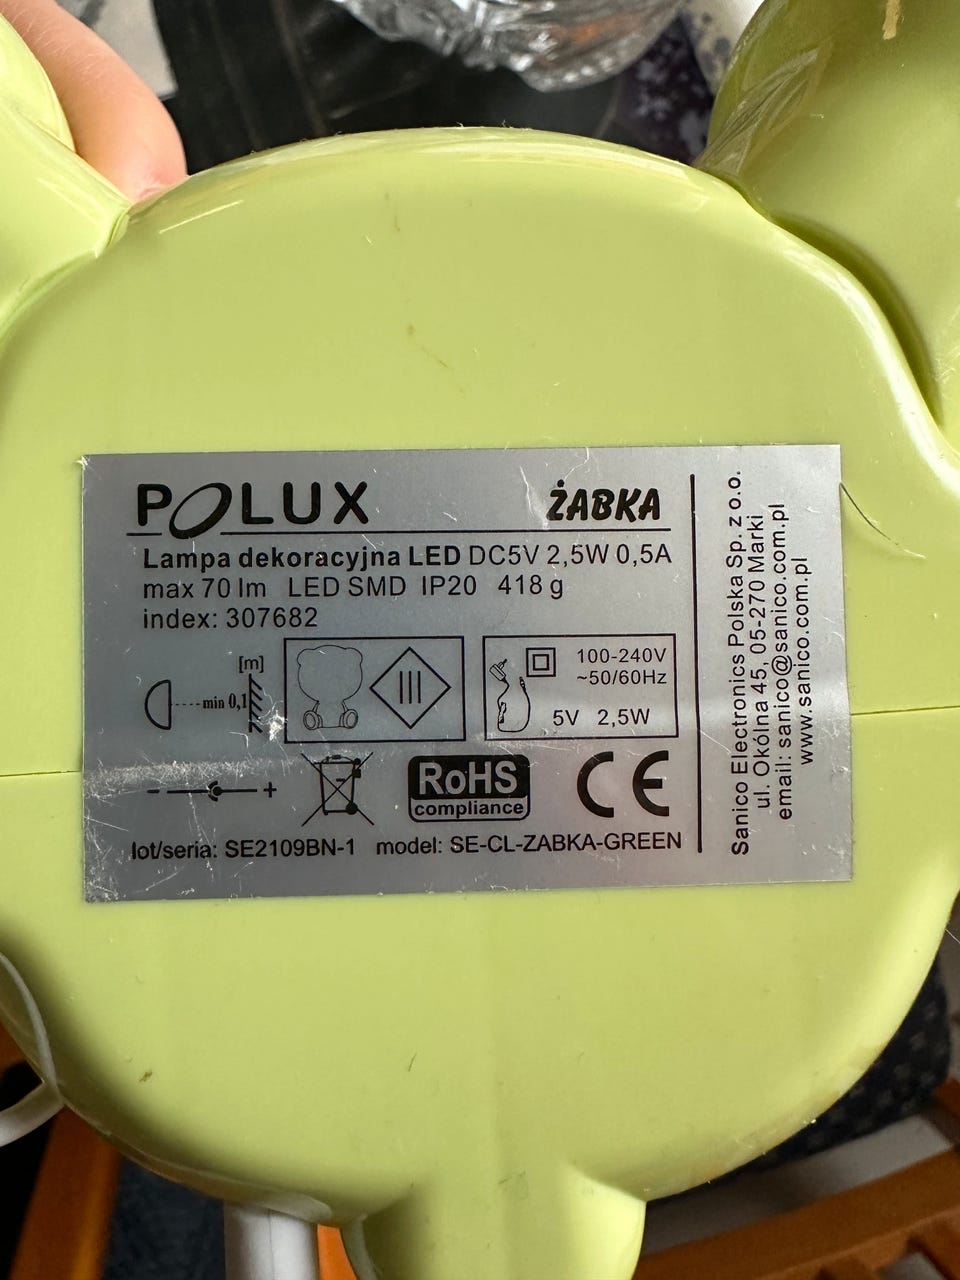 POLUX ŻABKA
Lampa dekoracyjna LED DC5V 2,5W 0,5A
max 70 lm LED SMD IP20 418 g
index: 307682
[m]
min 0,1
III
100-240V
~50/60Hz
5V 2,5W
- +
RoHS
compliance
CE
lot/seria: SE2109BN-1 model: SE-CL-ZABKA-GREEN
Sanico Electronics Polska Sp. z o.o.
ul. Okólna 45, 05-270 Marki
email: sanico@sanico.com.pl
www.sanico.com.pl